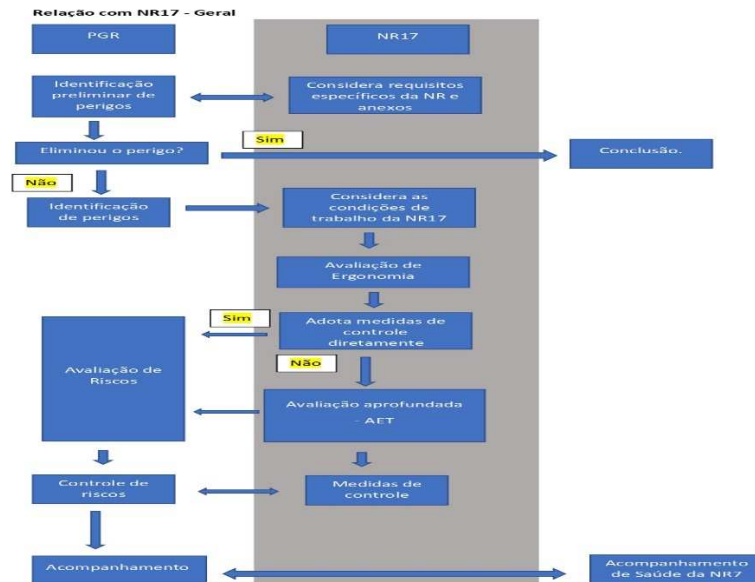 Relação com NR17 - Geral
PGR
NR17
Identificação
preliminar de
perigos
Considera requisitos
específicos da NR e
anexos
Sim
Eliminou o perigo?
Conclusão.
Não
Identificação
de perigos
Considera as
condições de
trabalho da NR17
Avaliação de
Ergonomia
Sim
Adota medidas de
controle
diretamente
Não
Avaliação de
Riscos
Avaliação aprofundada
- AET
Controle de
riscos
Medidas de
controle
Acompanhamento
Acompanhamento
de Saúde da NR7